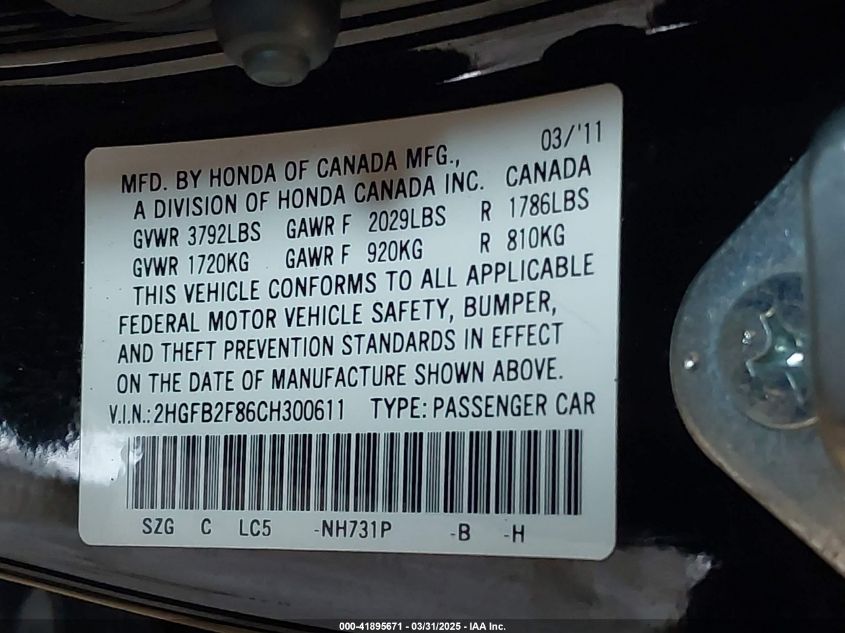 03/'11
MFD. BY HONDA OF CANADA MFG.,
A DIVISION OF HONDA CANADA INC. CANADA
GVWR 3792LBS GAWR F 2029LBS R 1786LBS
GVWR 1720KG GAWR F 920KG R 810KG
THIS VEHICLE CONFORMS TO ALL APPLICABLE
FEDERAL MOTOR VEHICLE SAFETY, BUMPER,
AND THEFT PREVENTION STANDARDS IN EFFECT
ON THE DATE OF MANUFACTURE SHOWN ABOVE.
V.I.N.: 2HGFB2F86CH300611 TYPE: PASSENGER CAR
SZG C LC5 -NH731P -B -H
000-41895671 - 03/31/2025 - IAA Inc.